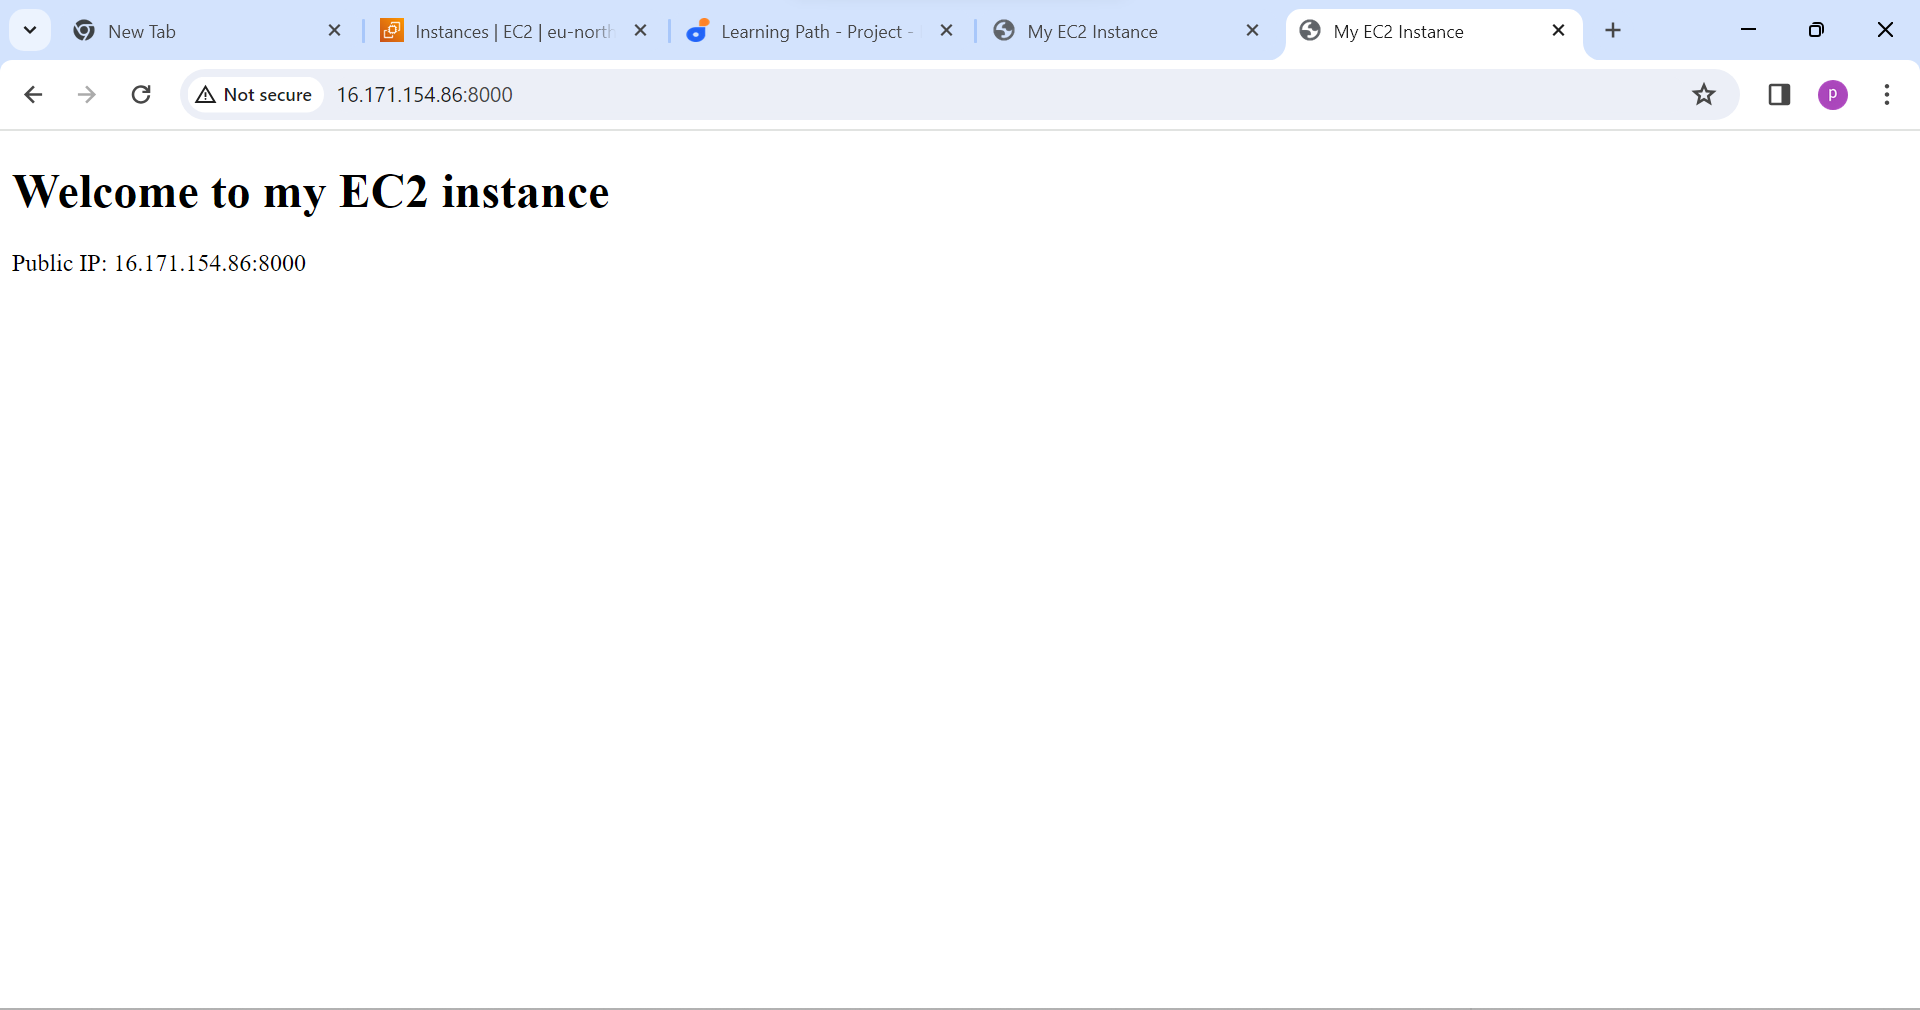 New Tab
Instances | EC2 | eu-north
Learning Path - Project -
My EC2 Instance
My EC2 Instance
Not secure
16.171.154.86:8000
p
Welcome to my EC2 instance
Public IP: 16.171.154.86:8000